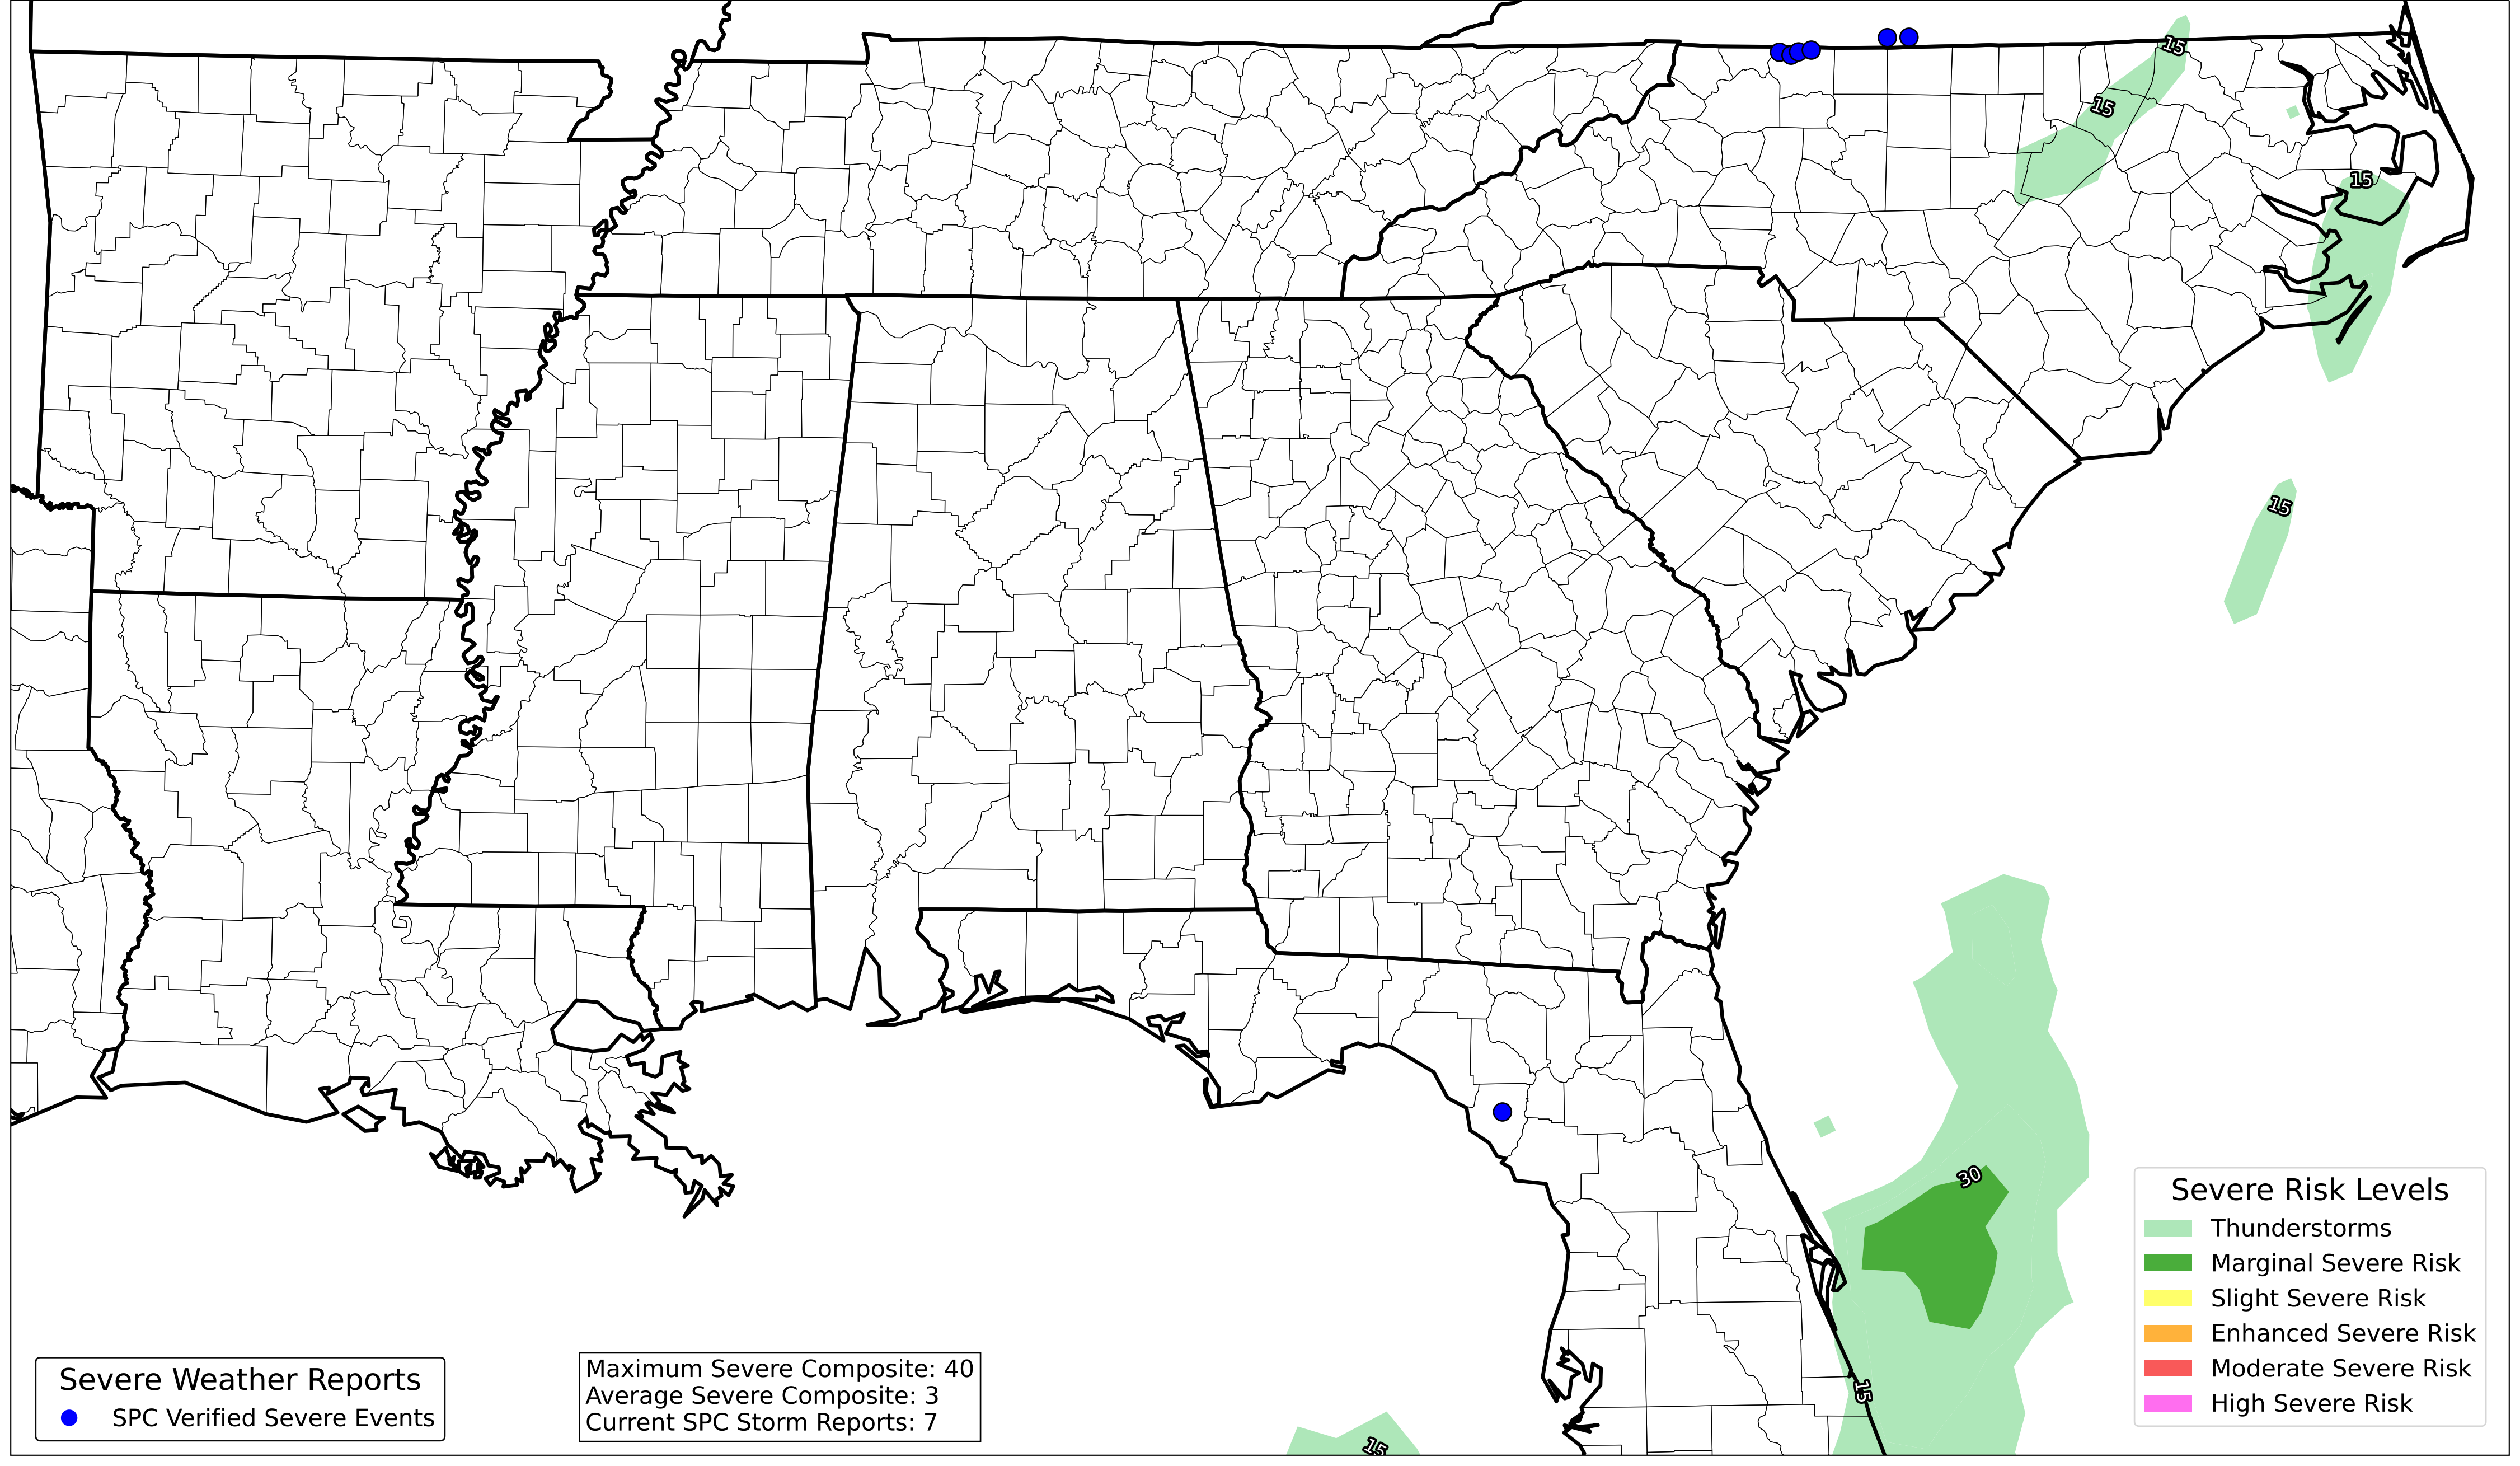 15
15
15
15
30
15
15
Severe Risk Levels
Thunderstorms
Marginal Severe Risk
Slight Severe Risk
Enhanced Severe Risk
Moderate Severe Risk
High Severe Risk
Severe Weather Reports
SPC Verified Severe Events
Maximum Severe Composite: 40
Average Severe Composite: 3
Current SPC Storm Reports: 7